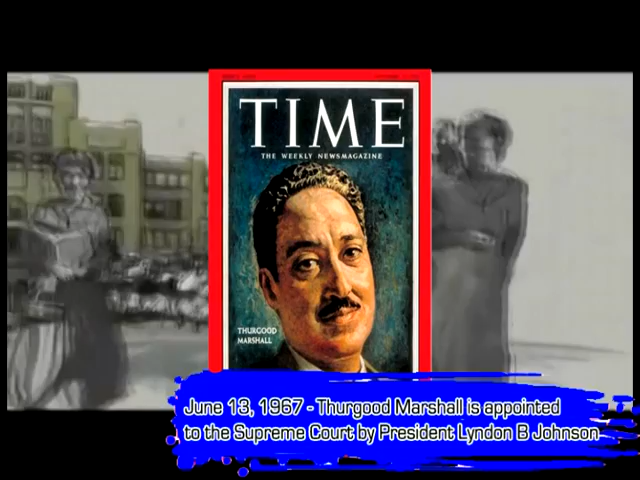 TIME
THE WEEKLY NEWSMAGAZINE
THURGOOD
MARSHALL
June 13, 1967 - Thurgood Marshall is appointed
to the Supreme Court by President Lyndon B Johnson